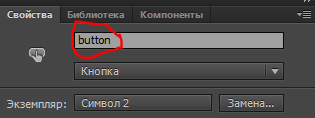 Свойства Библиотека Компоненты
button
Кнопка
Экземпляр: Символ 2 Замена...